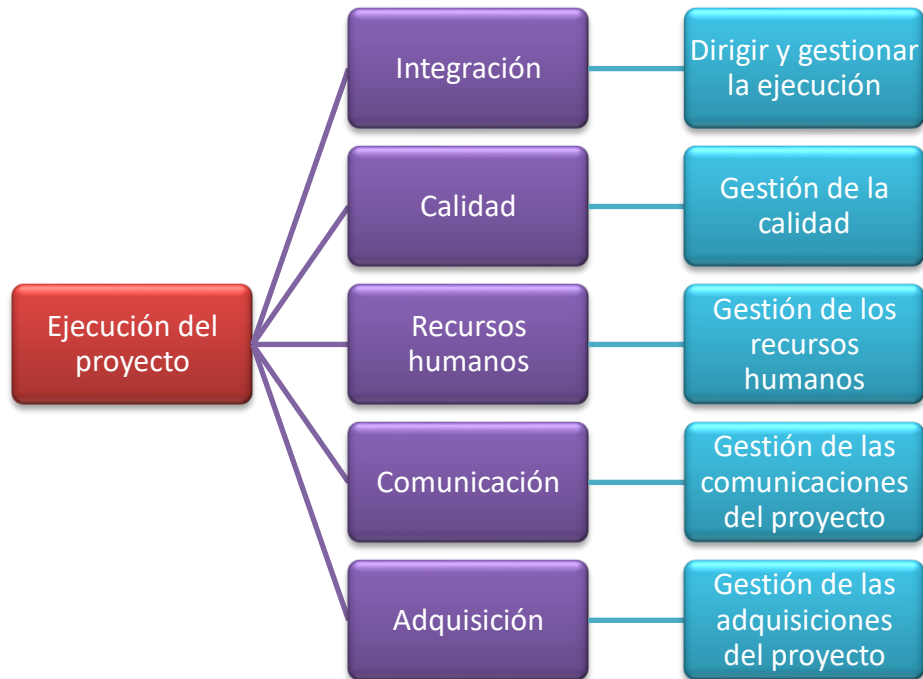 Ejecución del
proyecto
Integración
Dirigir y gestionar
la ejecución
Calidad
Gestión de la
calidad
Recursos
humanos
Gestión de los
recursos
humanos
Comunicación
Gestión de las
comunicaciones
del proyecto
Adquisición
Gestión de las
adquisiciones
del proyecto